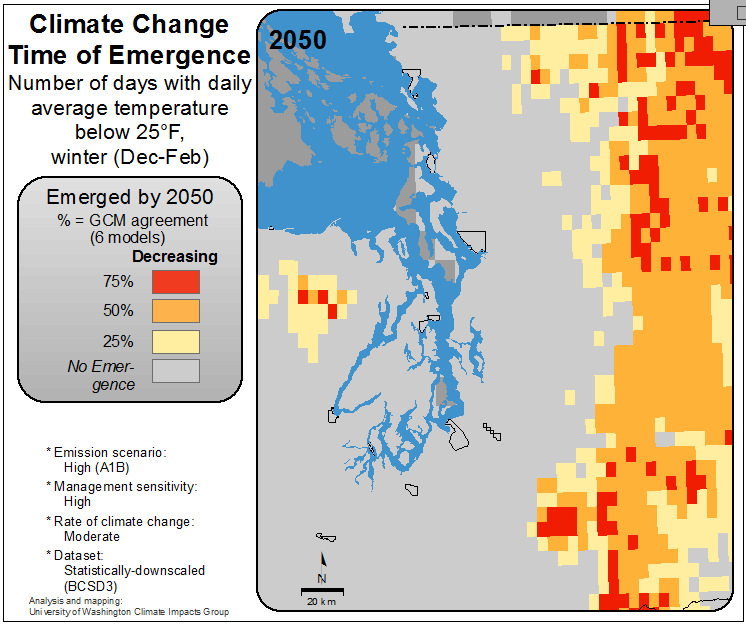 Climate Change
Time of Emergence
Number of days with daily
average temperature
below 25°F,
winter (Dec-Feb)
Emerged by 2050
% = GCM agreement
(6 models)
Decreasing
75%
50%
25%
No Emer-
gence
* Emission scenario:
High (A1B)
* Management sensitivity:
High
* Rate of climate change:
Moderate
* Dataset:
Statistically-downscaled
(BCSD3)
Analysis and mapping:
University of Washington Climate Impacts Group
2050
N
20 km